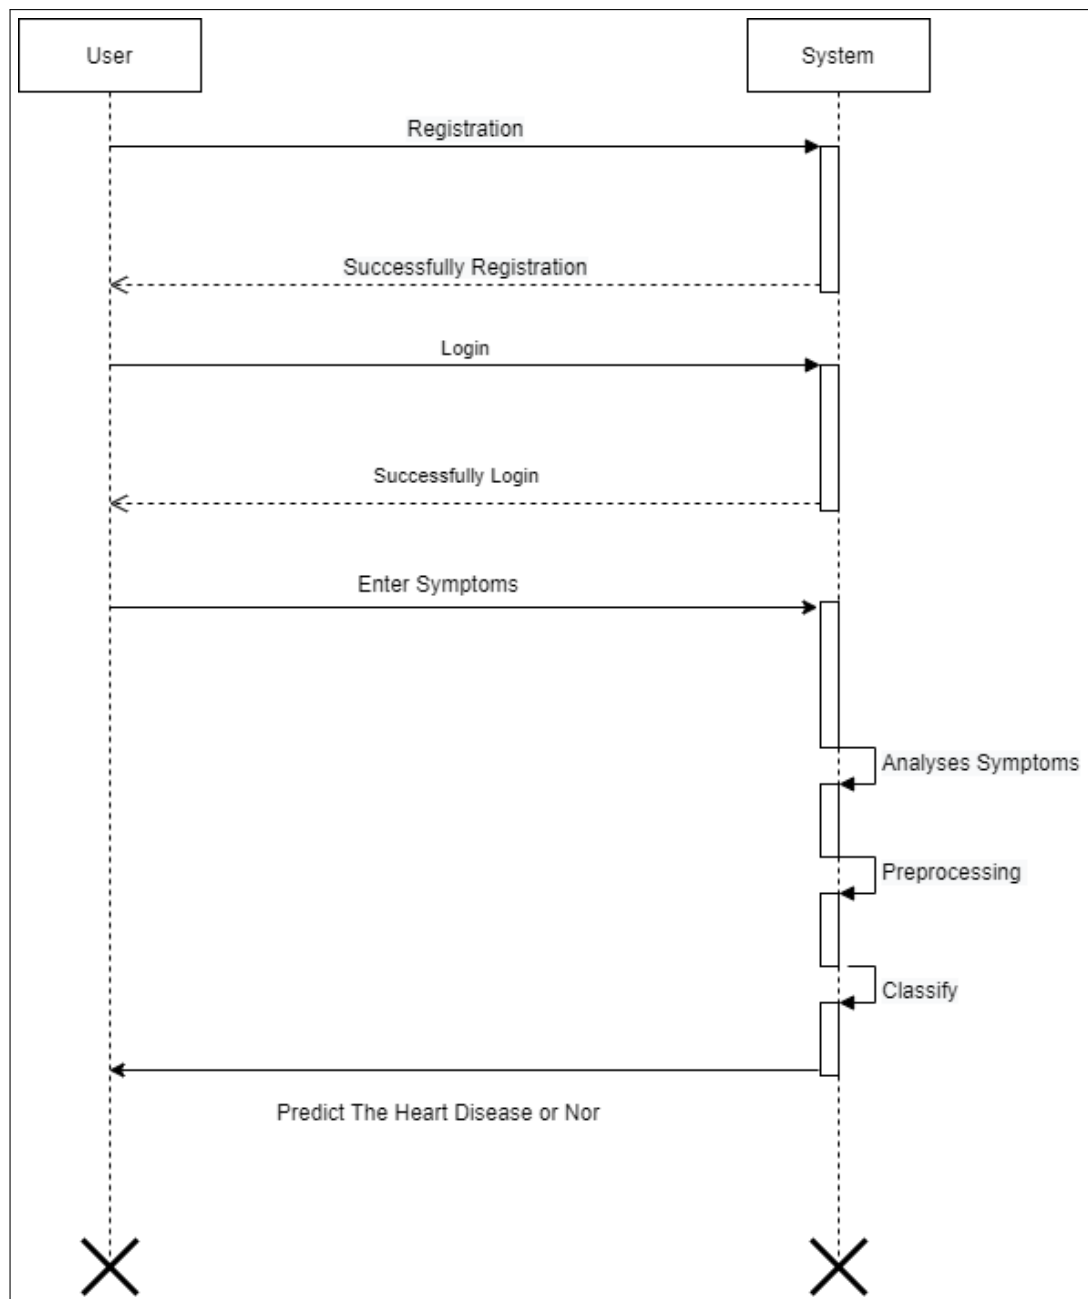 User
System
Registration
Successfully Registration
Login
Successfully Login
Enter Symptoms
Analyses Symptoms
Preprocessing
Classify
Predict The Heart Disease or Nor